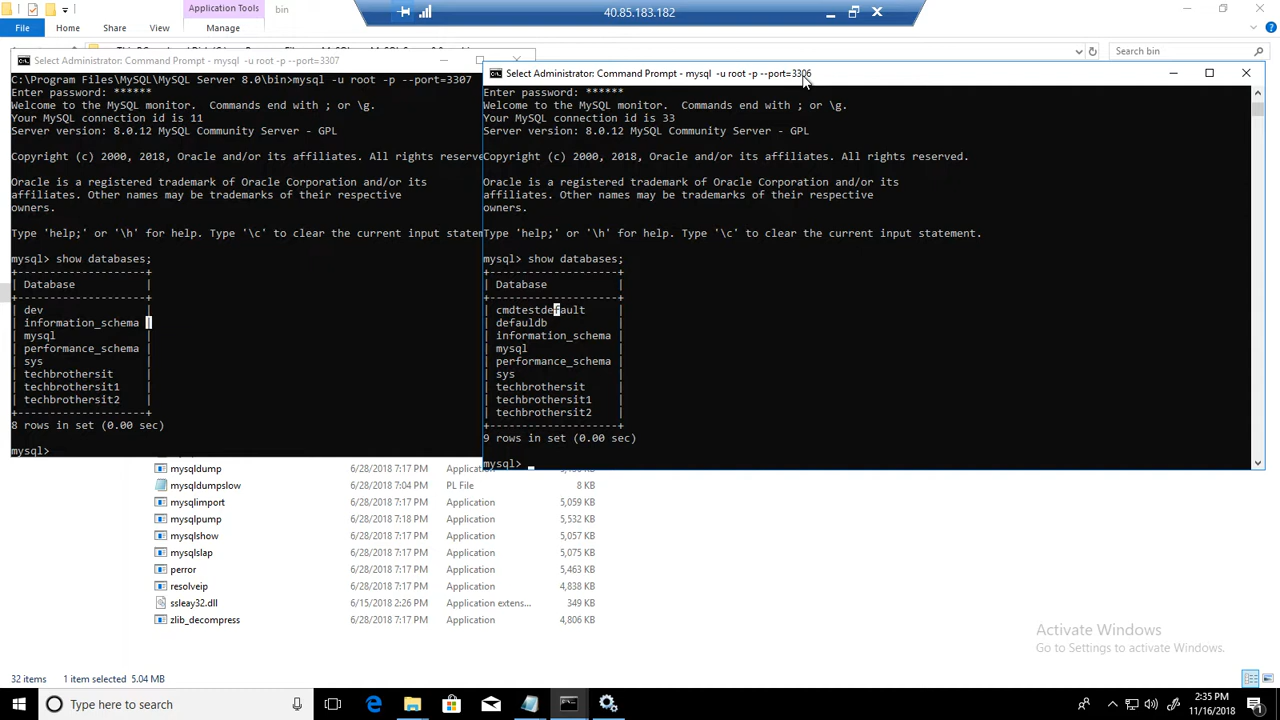 Application Tools
bin
40.85.183.182
File
Home
Share
View
Manage
Search bin
Select Administrator: Command Prompt - mysql -u root -p --port=3307
C:\Program Files\MySQL\MySQL Server 8.0\bin>mysql -u root -p --port=3307
Enter password: ******
Welcome to the MySQL monitor.  Commands end with ; or \g.
Your MySQL connection id is 11
Server version: 8.0.12 MySQL Community Server - GPL
Copyright (c) 2000, 2018, Oracle and/or its affiliates. All rights reserve
Oracle is a registered trademark of Oracle Corporation and/or its
affiliates. Other names may be trademarks of their respective
owners.
Type 'help;' or '\h' for help. Type '\c' to clear the current input statem
mysql> show databases;
+--------------------+
| Database           |
+--------------------+
| dev                |
| information_schema |
| mysql              |
| performance_schema |
| sys                |
| techbrothersit     |
| techbrothersit1    |
| techbrothersit2    |
+--------------------+
8 rows in set (0.00 sec)
mysql>
Select Administrator: Command Prompt - mysql -u root -p --port=3306
Enter password: ******
Welcome to the MySQL monitor.  Commands end with ; or \g.
Your MySQL connection id is 33
Server version: 8.0.12 MySQL Community Server - GPL
Copyright (c) 2000, 2018, Oracle and/or its affiliates. All rights reserved.
Oracle is a registered trademark of Oracle Corporation and/or its
affiliates. Other names may be trademarks of their respective
owners.
Type 'help;' or '\h' for help. Type '\c' to clear the current input statement.
mysql> show databases;
+--------------------+
| Database           |
+--------------------+
| cmdtestdefault     |
| defauldb           |
| information_schema |
| mysql              |
| performance_schema |
| sys                |
| techbrothersit     |
| techbrothersit1    |
| techbrothersit2    |
+--------------------+
9 rows in set (0.00 sec)
mysql> _
mysqldump 6/28/2018 7:17 PM Application
mysqldumpslow 6/28/2018 7:04 PM PL File 8 KB
mysqlimport 6/28/2018 7:17 PM Application 5,059 KB
mysqlpump 6/28/2018 7:18 PM Application 5,532 KB
mysqlshow 6/28/2018 7:17 PM Application 5,055 KB
mysqlslap 6/28/2018 7:17 PM Application 5,075 KB
perror 6/28/2018 7:17 PM Application 5,463 KB
resolveip 6/28/2018 7:17 PM Application 4,838 KB
ssleay32.dll 6/15/2018 2:26 PM Application extens... 349 KB
zlib_decompress 6/28/2018 7:17 PM Application 4,806 KB
Activate Windows
Go to Settings to activate Windows.
32 items 1 item selected 5.04 MB
Type here to search
2:35 PM
11/16/2018